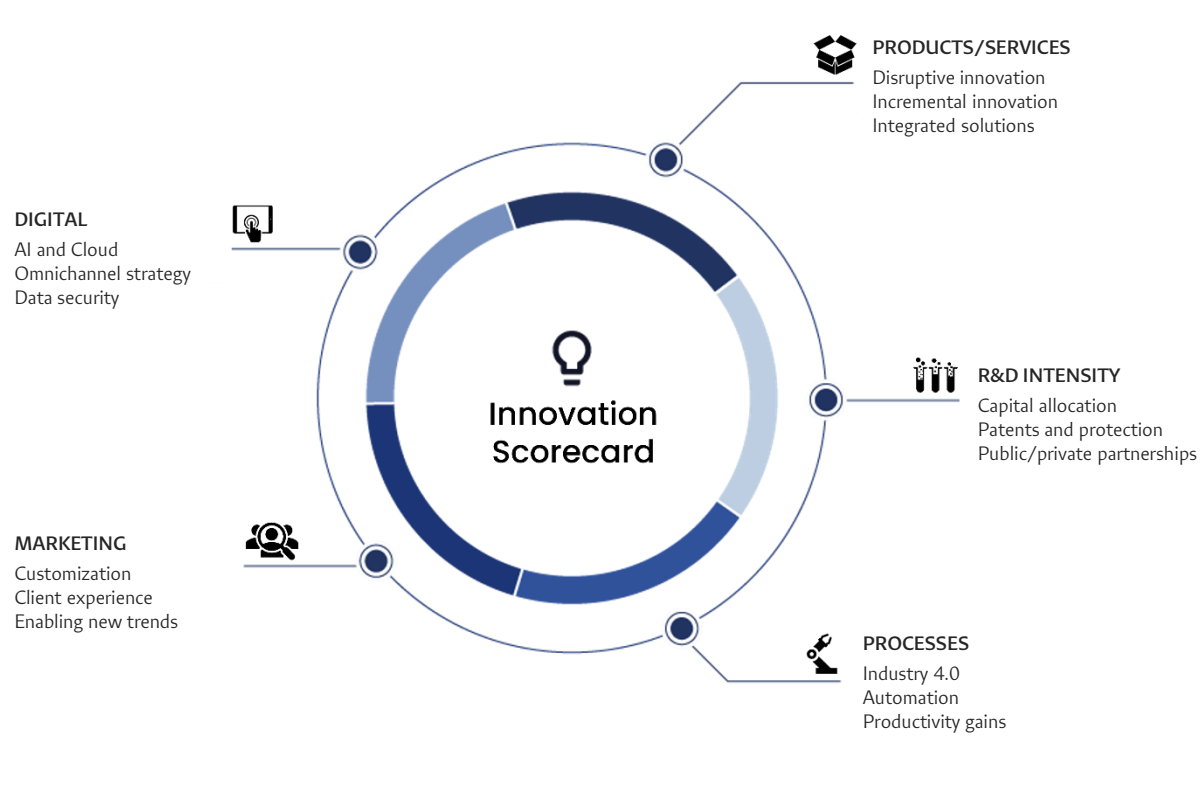 PRODUCTS/SERVICES
Disruptive innovation
Incremental innovation
Integrated solutions
DIGITAL
AI and Cloud
Omnichannel strategy
Data security
Innovation
Scorecard
R&D INTENSITY
Capital allocation
Patents and protection
Public/private partnerships
MARKETING
Customization
Client experience
Enabling new trends
PROCESSES
Industry 4.0
Automation
Productivity gains